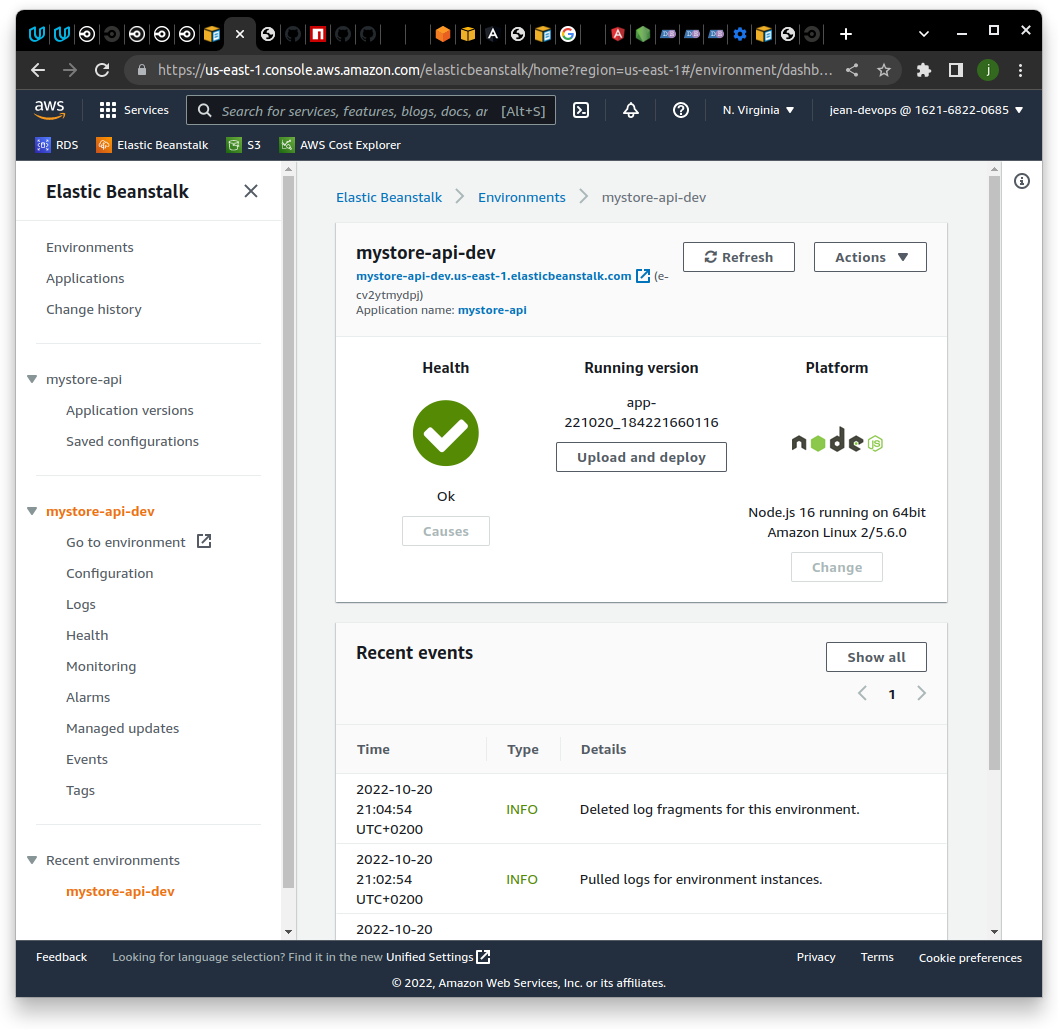 https://us-east-1.console.aws.amazon.com/elasticbeanstalk/home?region=us-east-1#/environment/dashb...
j
aws
Services
Search for services, features, blogs, docs, ar [Alt+S]
N. Virginia
jean-devops @ 1621-6822-0685
RDS
Elastic Beanstalk
S3
AWS Cost Explorer
Elastic Beanstalk
Environments
Applications
Change history
mystore-api
Application versions
Saved configurations
mystore-api-dev
Go to environment
Configuration
Logs
Health
Monitoring
Alarms
Managed updates
Events
Tags
Recent environments
mystore-api-dev
Elastic Beanstalk > Environments > mystore-api-dev
mystore-api-dev
mystore-api-dev.us-east-1.elasticbeanstalk.com (e-
cv2ytmydpj)
Application name: mystore-api
Refresh
Actions
Health
Ok
Causes
Running version
app-
221020_184221660116
Upload and deploy
Platform
node JS
Node.js 16 running on 64bit
Amazon Linux 2/5.6.0
Change
Recent events
Show all
1
Time Type Details
2022-10-20
21:04:54
UTC+0200
INFO
Deleted log fragments for this environment.
2022-10-20
21:02:54
UTC+0200
INFO
Pulled logs for environment instances.
2022-10-20
Feedback
Looking for language selection? Find it in the new Unified Settings
Privacy
Terms
Cookie preferences
© 2022, Amazon Web Services, Inc. or its affiliates.